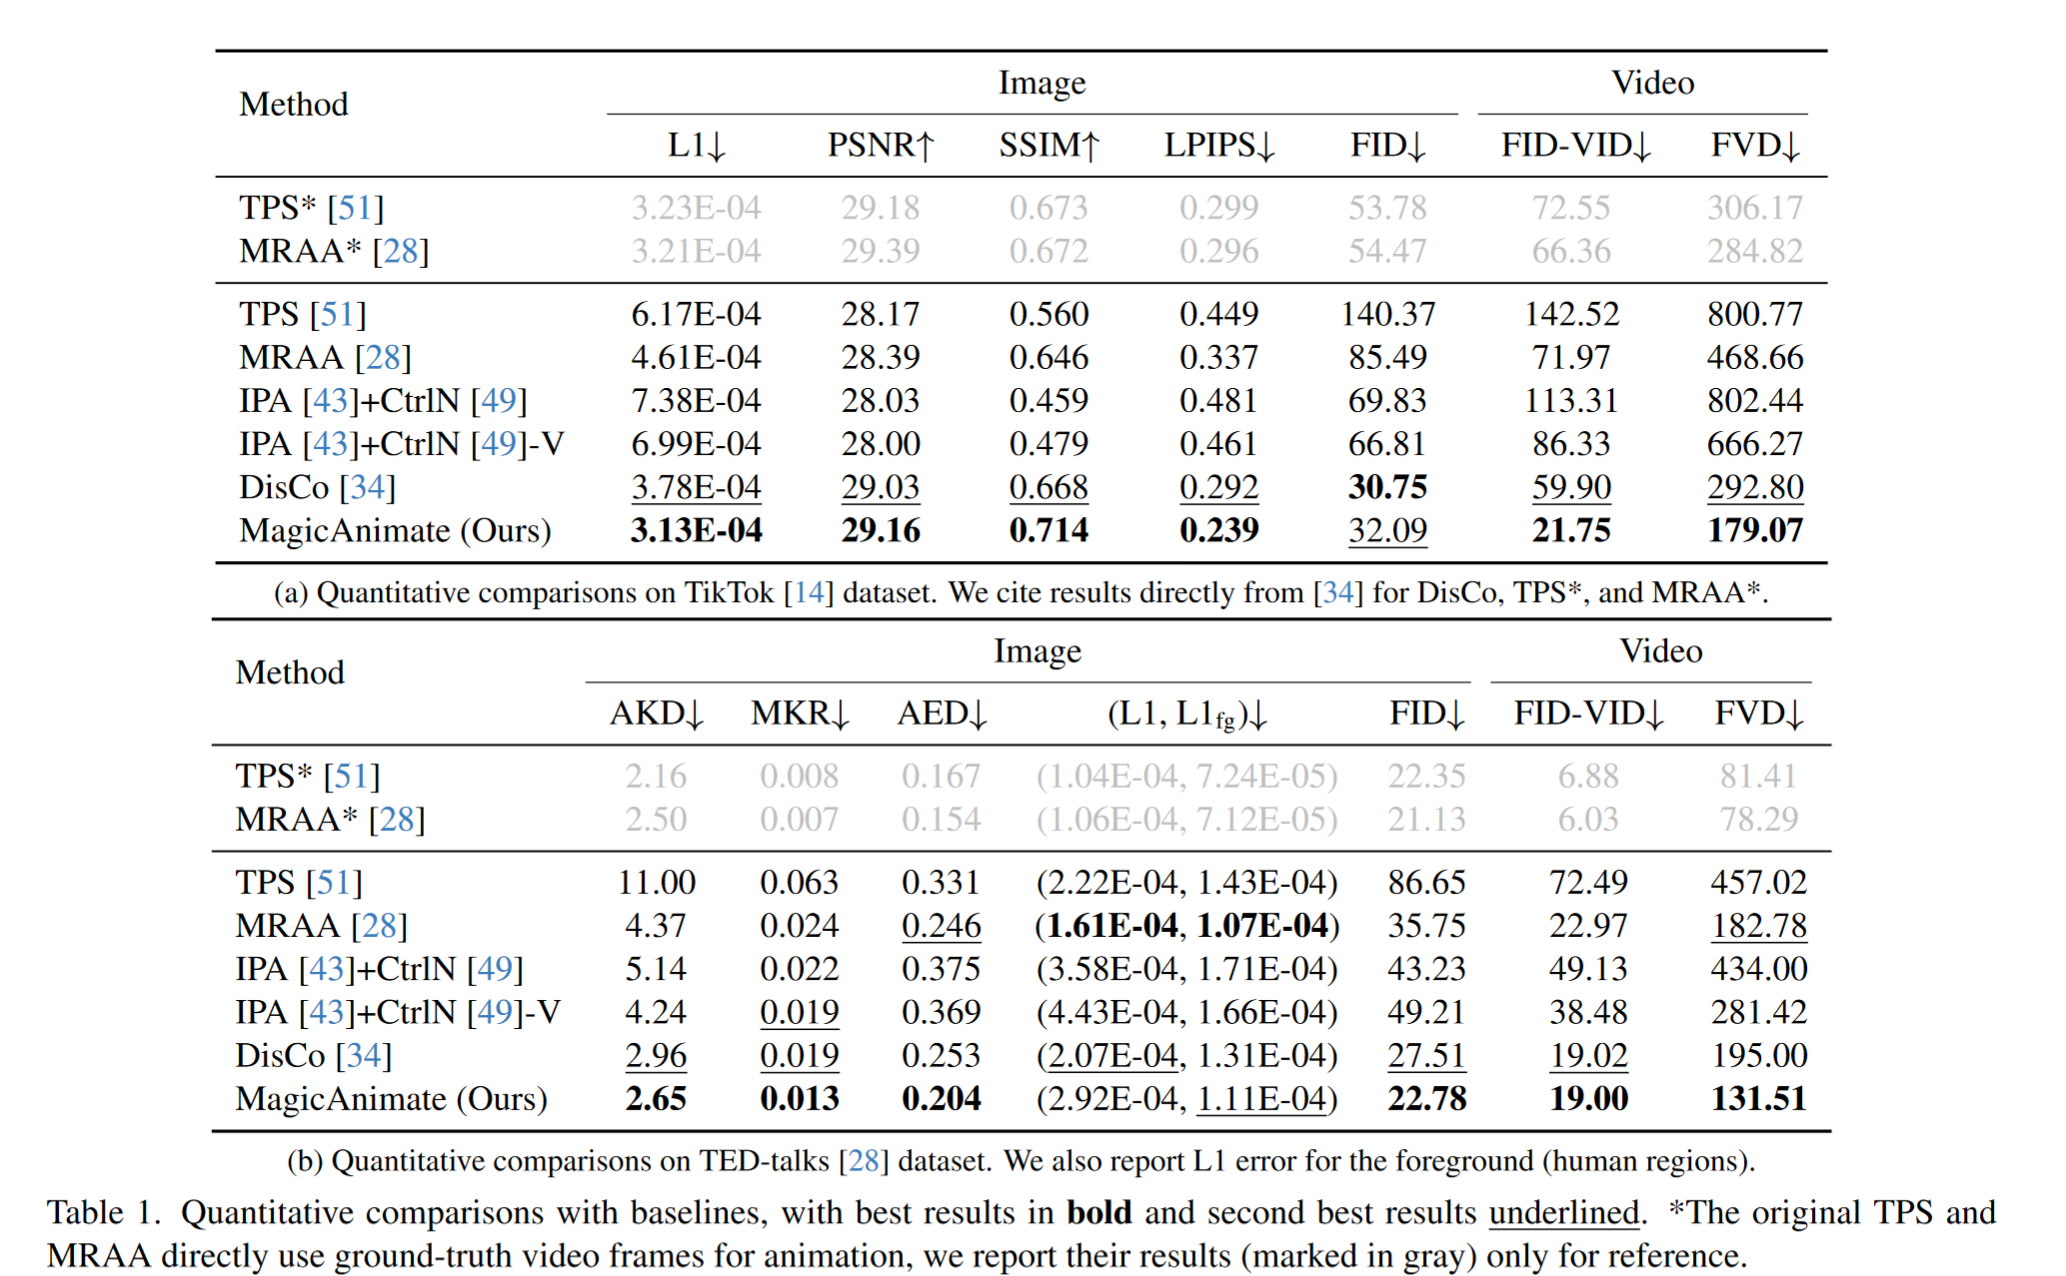 Method Image Video
L1↓ PSNR↑ SSIM↑ LPIPS↓ FID↓ FID-VID↓ FVD↓
TPS* [51] 3.23E-04 29.18 0.673 0.299 53.78 72.55 306.17
MRAA* [28] 3.21E-04 29.39 0.672 0.296 54.47 66.36 284.82
TPS [51] 6.17E-04 28.17 0.560 0.449 140.37 142.52 800.77
MRAA [28] 4.61E-04 28.39 0.646 0.337 85.49 71.97 468.66
IPA [43]+CtrlN [49] 7.38E-04 28.03 0.459 0.481 69.83 113.31 802.44
IPA [43]+CtrlN [49]-V 6.99E-04 28.00 0.479 0.461 66.81 86.33 666.27
DisCo [34] 3.78E-04 29.03 0.668 0.292 30.75 59.90 292.80
MagicAnimate (Ours) 3.13E-04 29.16 0.714 0.239 32.09 21.75 179.07
(a) Quantitative comparisons on TikTok [14] dataset. We cite results directly from [34] for DisCo, TPS*, and MRAA*.
Method Image Video
AKD↓ MKR↓ AED↓ (L1, L1fg)↓ FID↓ FID-VID↓ FVD↓
TPS* [51] 2.16 0.008 0.167 (1.04E-04, 7.24E-05) 22.35 6.88 81.41
MRAA* [28] 2.50 0.007 0.154 (1.06E-04, 7.12E-05) 21.13 6.03 78.29
TPS [51] 11.00 0.063 0.331 (2.22E-04, 1.43E-04) 86.65 72.49 457.02
MRAA [28] 4.37 0.024 0.246 (1.61E-04, 1.07E-04) 35.75 22.97 182.78
IPA [43]+CtrlN [49] 5.14 0.022 0.375 (3.58E-04, 1.71E-04) 43.23 49.13 434.00
IPA [43]+CtrlN [49]-V 4.24 0.019 0.369 (4.43E-04, 1.66E-04) 49.21 38.48 281.42
DisCo [34] 2.96 0.019 0.253 (2.07E-04, 1.31E-04) 27.51 19.02 195.00
MagicAnimate (Ours) 2.65 0.013 0.204 (2.92E-04, 1.11E-04) 22.78 19.00 131.51
(b) Quantitative comparisons on TED-talks [28] dataset. We also report L1 error for the foreground (human regions).
Table 1. Quantitative comparisons with baselines, with best results in bold and second best results underlined. *The original TPS and
MRAA directly use ground-truth video frames for animation, we report their results (marked in gray) only for reference.